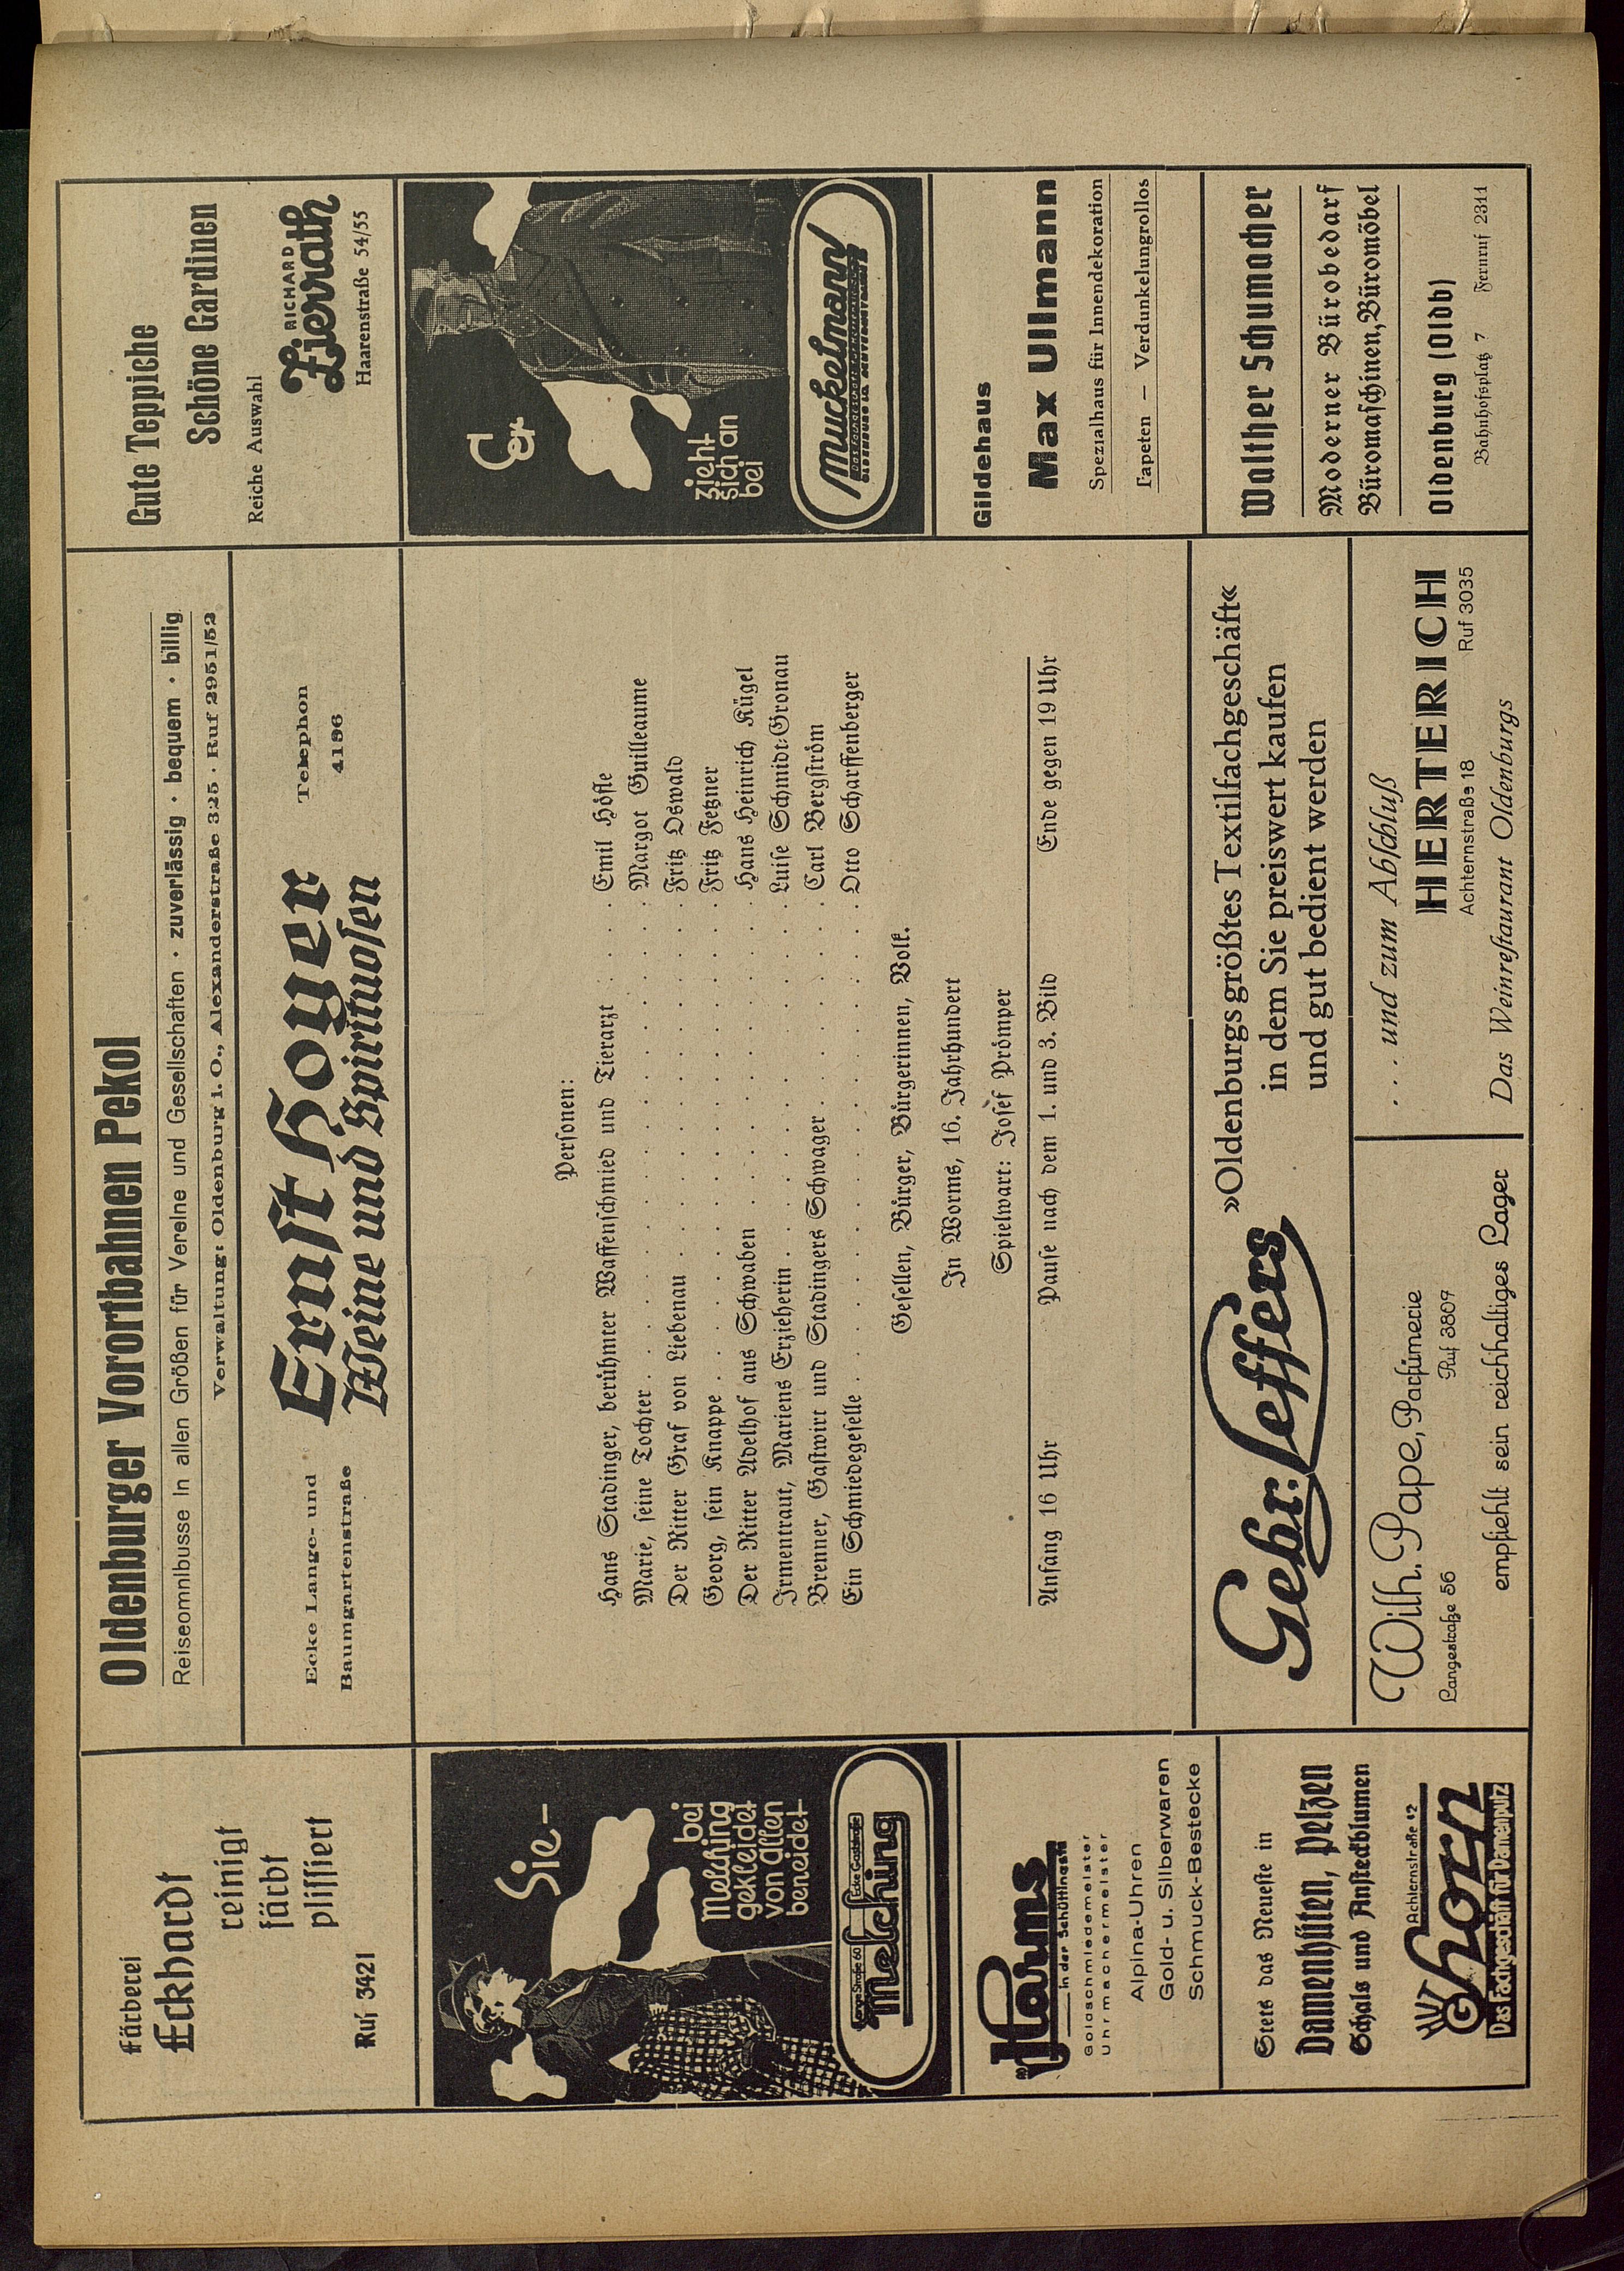 Färberei
Eckhardt
reinigt
färbt
plissiert
Ruf 3421
Oldenburger Vorortbahnen Pekol
Reiseomnibusse in allen Größen für Vereine und Gesellschaften · zuverlässig · bequem · billig
Verwaltung: Oldenburg i. O., Alexanderstraße 325 · Ruf 2951/52
Ecke Lange- und
Baumgartenstraße
Ernst Hoyer
Weine und Spirituosen
Telephon
4196
Gute Teppiche
Schöne Gardinen
Reiche Auswahl
RICHARD
Zierrath
Haarenstraße 54/55
Sie-
bei
Melching
gekleidet
von Allen
beneidet
Lange Straße 60 Ecke Gaststraße
Melching
Personen:
Hans Stadinger, berühmter Waffenschmied und Tierarzt . . . Emil Höfle
Marie, seine Tochter . . . . . . . . . . . . Margot Guilleaume
Der Ritter Graf von Liebenau . . . . . . . . . . Fritz Oswald
Georg, sein Knappe . . . . . . . . . . . . Fritz Fetzner
Der Ritter Adelhof aus Schwaben . . . . . . . . . Hans Heinrich Kügel
Irmentraut, Mariens Erzieherin . . . . . . . . . . Luise Schmidt-Gronau
Brenner, Gastwirt und Stadingers Schwager . . . . . . Carl Bergström
Ein Schmiedegeselle . . . . . . . . . . . . Otto Scharffenberger
Gesellen, Bürger, Bürgerinnen, Volk.
In Worms, 16. Jahrhundert
Spielwart: Josef Prömper
Anfang 16 Uhr Pause nach dem 1. und 3. Bild Ende gegen 19 Uhr
Er
zieht
sich an
bei
Muckelmann
Harms
in der Schüttingstr.
Goldschmiedemeister
Uhrmachermeister
Alpina-Uhren
Gold- u. Silberwaren
Schmuck-Bestecke
Gildehaus
Max Ullmann
Spezialhaus für Innendekoration
Tapeten — Verdunkelungrollos
Stets das Neueste in
Damenhüten, Pelzen
Schals und Ansteckblumen
Achternstraße 42
G Horn
Das Fachgeschäft für Damenputz
Gebr. Leffers
»Oldenburgs größtes Textilfachgeschäft«
in dem Sie preiswert kaufen
und gut bedient werden
Wilh. Pape, Parfümerie
Langestraße 56 Ruf 3807
empfiehlt sein reichhaltiges Lager
. . . und zum Abschluß
HERTERICH
Achternstraße 18 Ruf 3035
Das Weinrestaurant Oldenburgs
Walther Schumacher
Moderner Bürobedarf
Büromaschinen, Büromöbel
Oldenburg (Oldb)
Bahnhofsplatz 7 Fernruf 2311